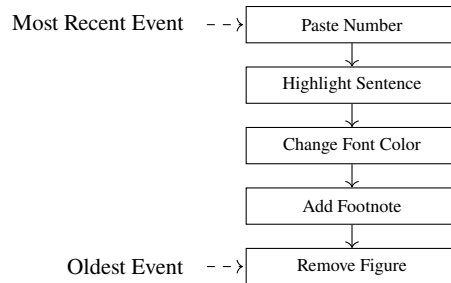 Most Recent Event
Paste Number
Highlight Sentence
Change Font Color
Add Footnote
Oldest Event
Remove Figure